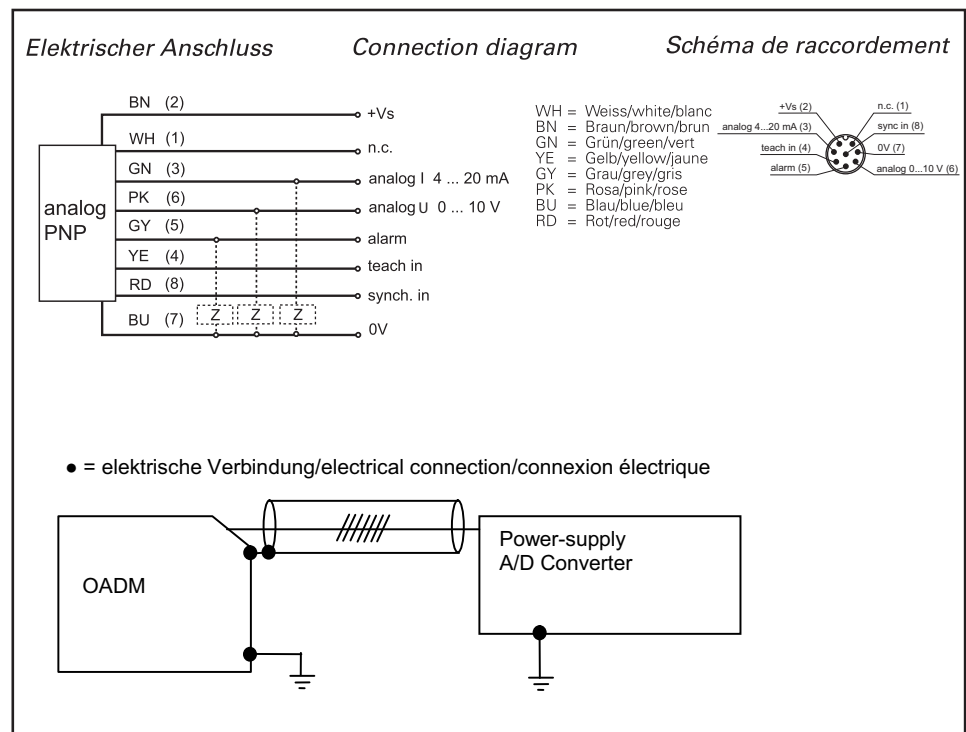 Elektrischer Anschluss
Connection diagram
Schéma de raccordement
BN (2)
+Vs
WH (1)
n.c.
GN (3)
analog I 4 ... 20 mA
PK (6)
analog U 0 ... 10 V
GY (5)
alarm
YE (4)
teach in
RD (8)
synch. in
BU (7)
0V
analog
PNP
Z
Z
Z
WH = Weiss/white/blanc
BN = Braun/brown/brun
GN = Grün/green/vert
YE = Gelb/yellow/jaune
GY = Grau/grey/gris
PK = Rosa/pink/rose
BU = Blau/blue/bleu
RD = Rot/red/rouge
+Vs (2)
n.c. (1)
analog 4...20 mA (3)
sync in (8)
teach in (4)
0V (7)
alarm (5)
analog 0...10 V (6)
● = elektrische Verbindung/electrical connection/connexion électrique
OADM
Power-supply
A/D Converter